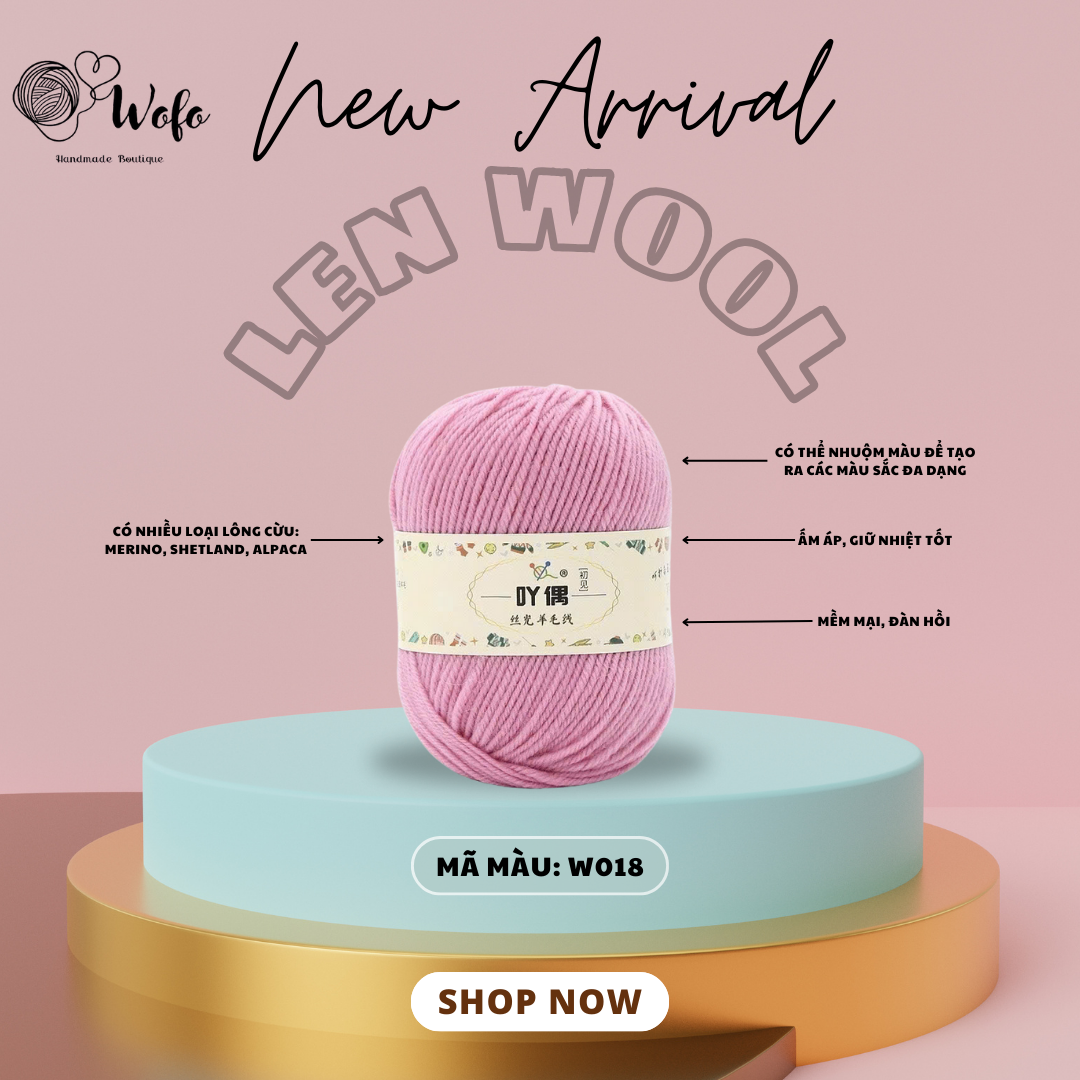 Wofo
Handmade Boutique
New Arrival
LEN WOOL
CÓ THỂ NHUỘM MÀU ĐỂ TẠO
RA CÁC MÀU SẮC ĐA DẠNG
CÓ NHIỀU LOẠI LÔNG CỪU:
MERINO, SHETLAND, ALPACA
ẤM ÁP, GIỮ NHIỆT TỐT
MỀM MẠI, ĐÀN HỒI
®
初见
吖偶
丝光羊毛线
MÃ MÀU: W018
SHOP NOW